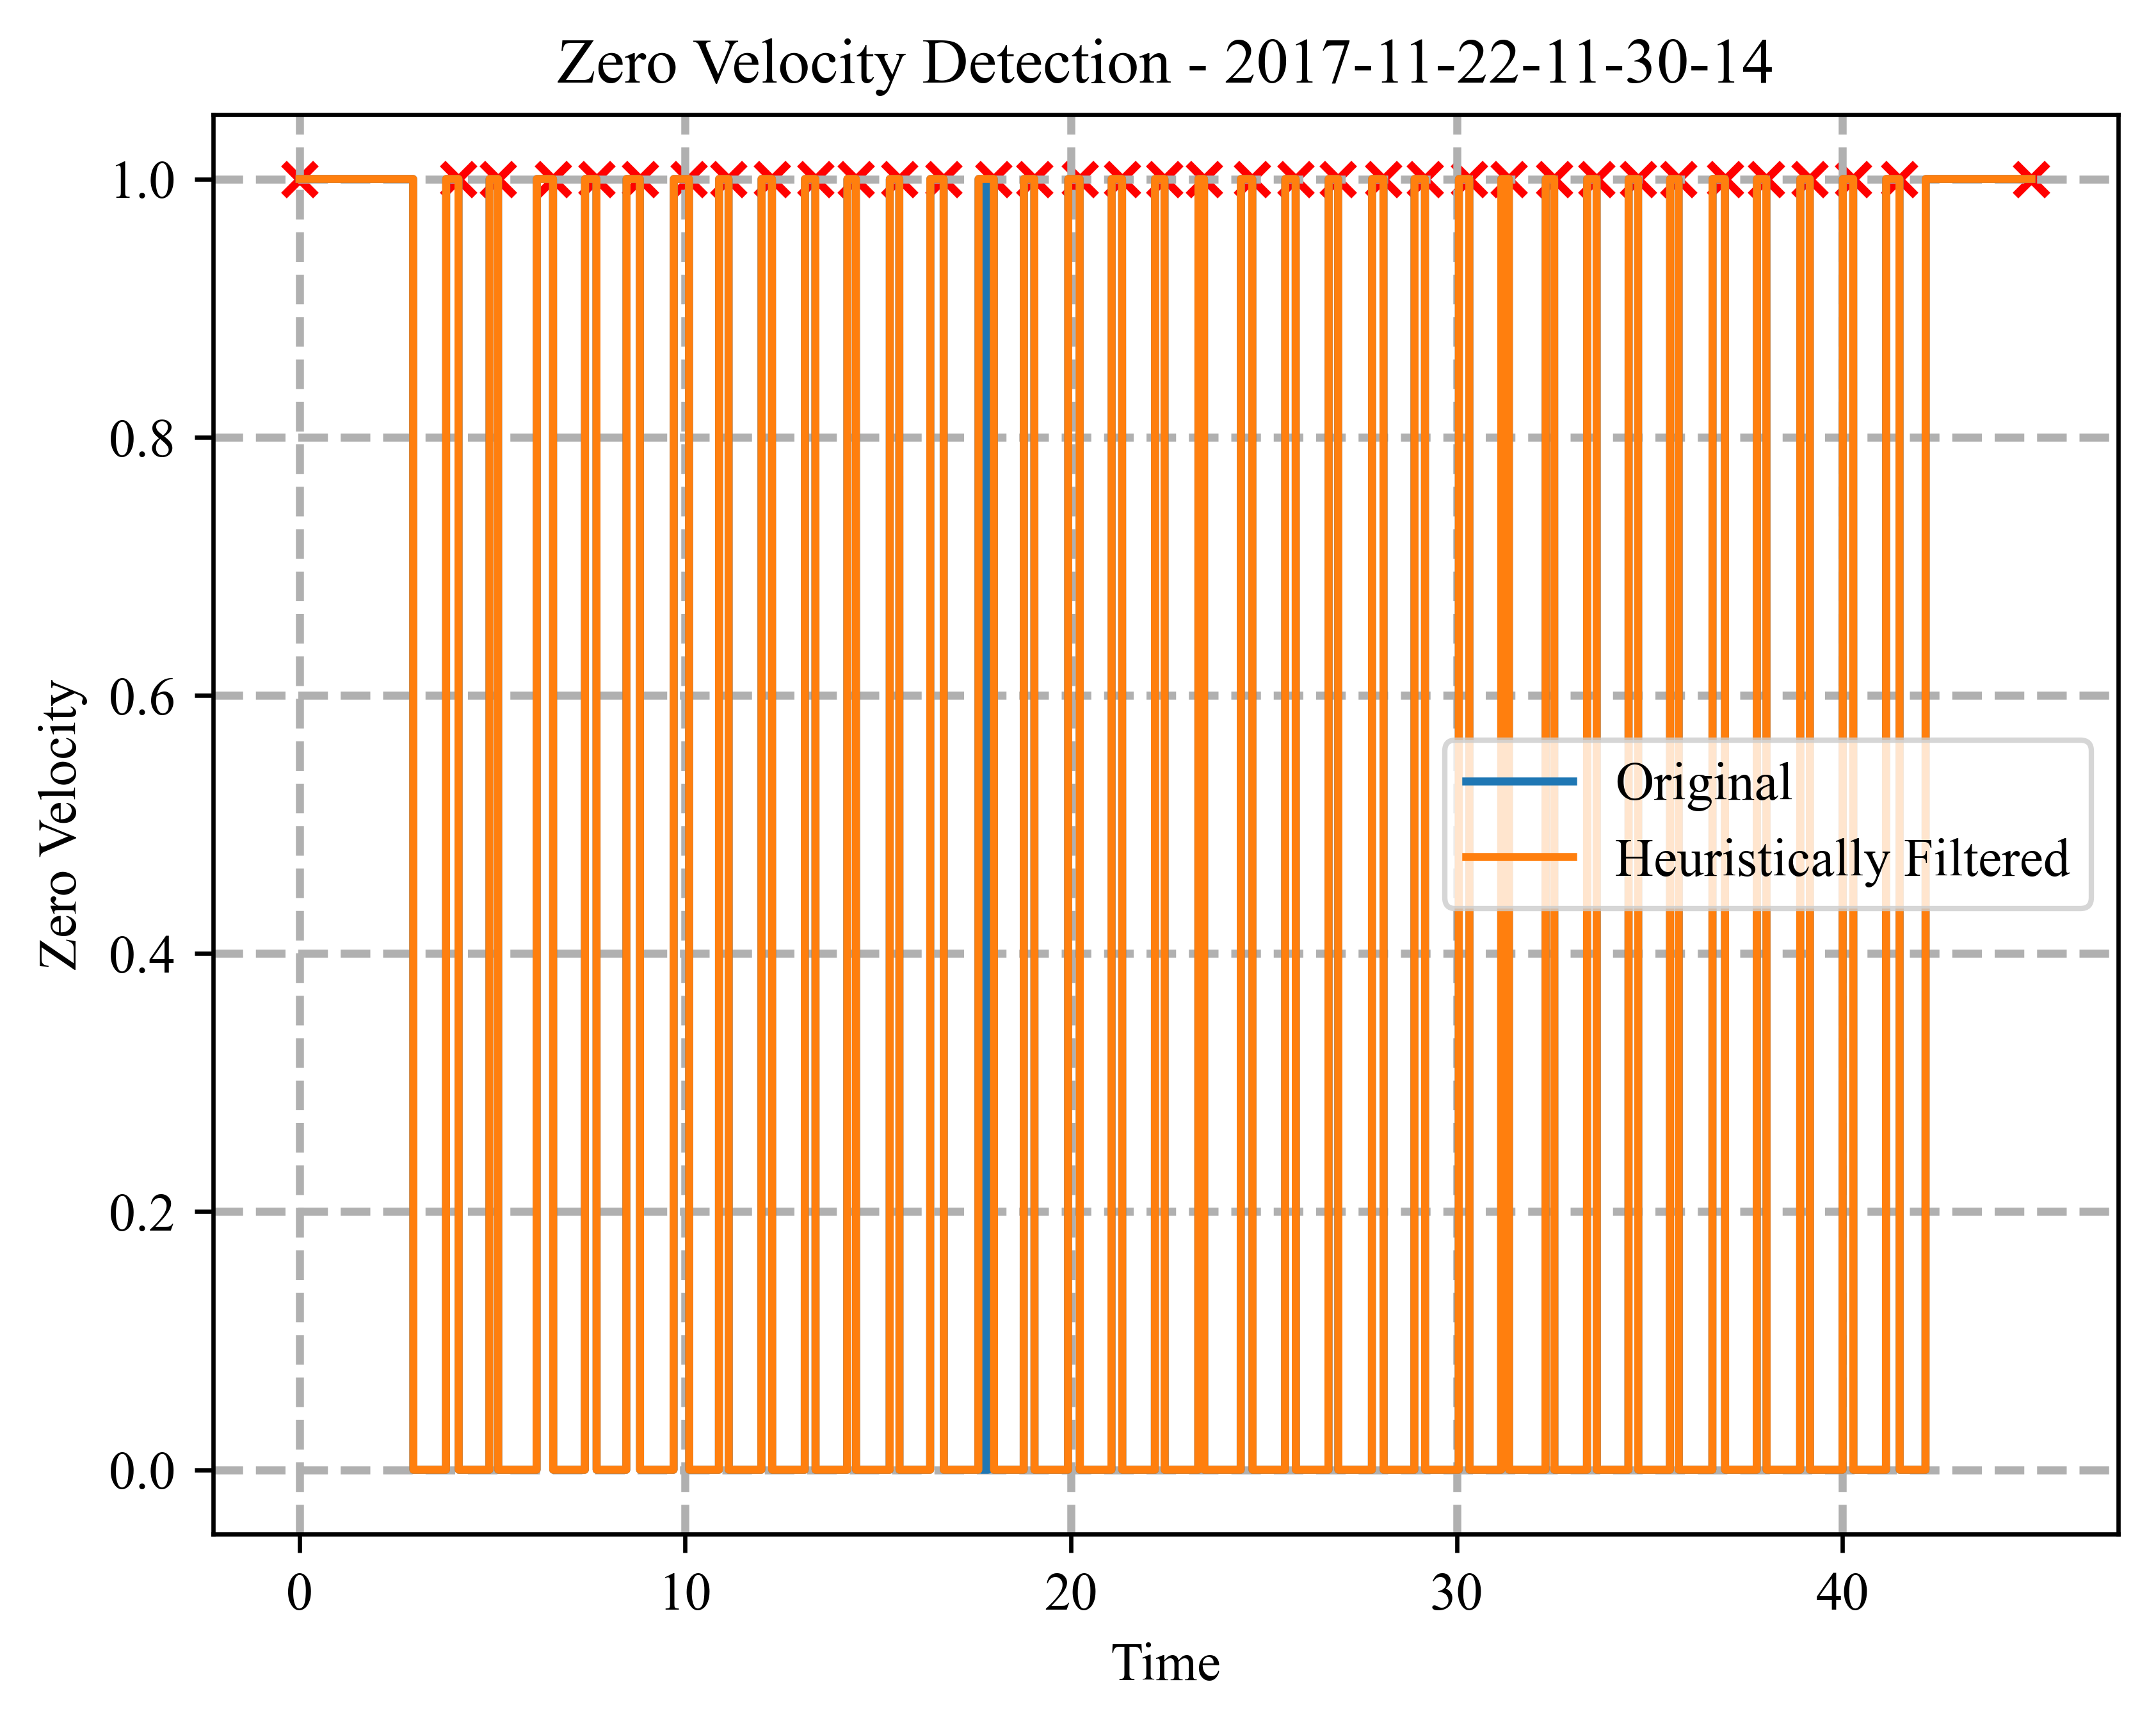 Zero Velocity Detection - 2017-11-22-11-30-14
1.0
0.8
0.6
0.4
0.2
0.0
Zero Velocity
Original
Heuristically Filtered
0 10 20 30 40
Time